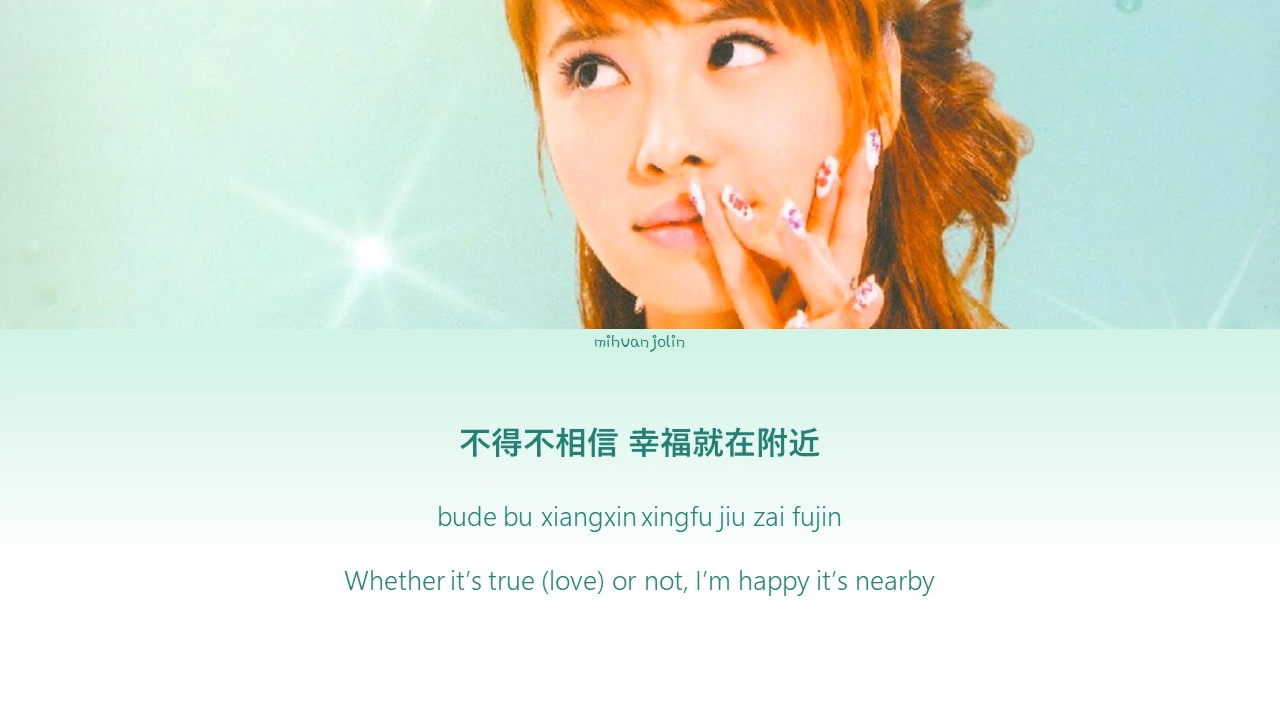 mihvan jolin
不得不相信 幸福就在附近
bude bu xiangxin xingfu jiu zai fujin
Whether it’s true (love) or not, I’m happy it’s nearby